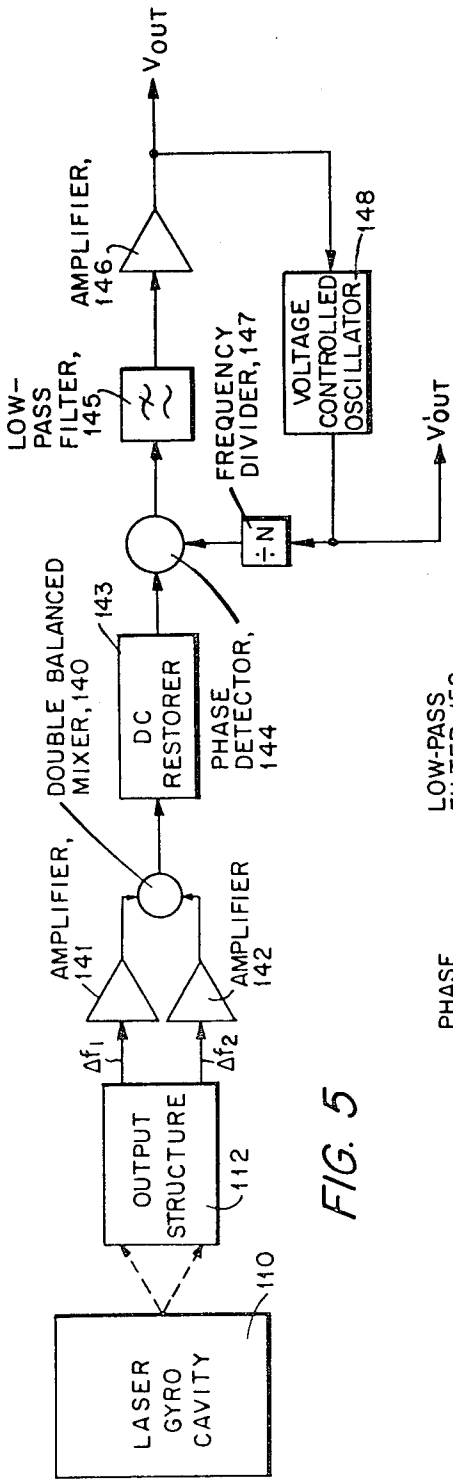 LASER
GYRO
CAVITY
110
OUTPUT
STRUCTURE
112
Δf1
Δf2
AMPLIFIER,
141
AMPLIFIER
142
DOUBLE BALANCED
MIXER, 140
DC
RESTORER
143
PHASE
DETECTOR,
144
LOW-
PASS
FILTER,
145
AMPLIFIER,
146
FREQUENCY
DIVIDER, 147
÷N
VOLTAGE
CONTROLLED
OSCILLATOR
148
VOUT
V'OUT
FIG. 5
PHASE
LOW-PASS